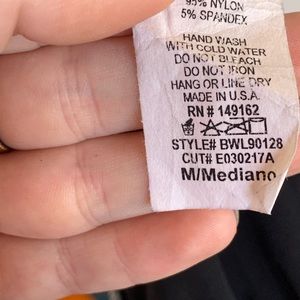 95% NYLON
5% SPANDEX
HAND WASH
WITH COLD WATER
DO NOT BLEACH
DO NOT IRON
HANG OR LINE DRY
MADE IN U.S.A.
RN # 149162
STYLE# BWL90128
CUT# E030217A
M/Mediano